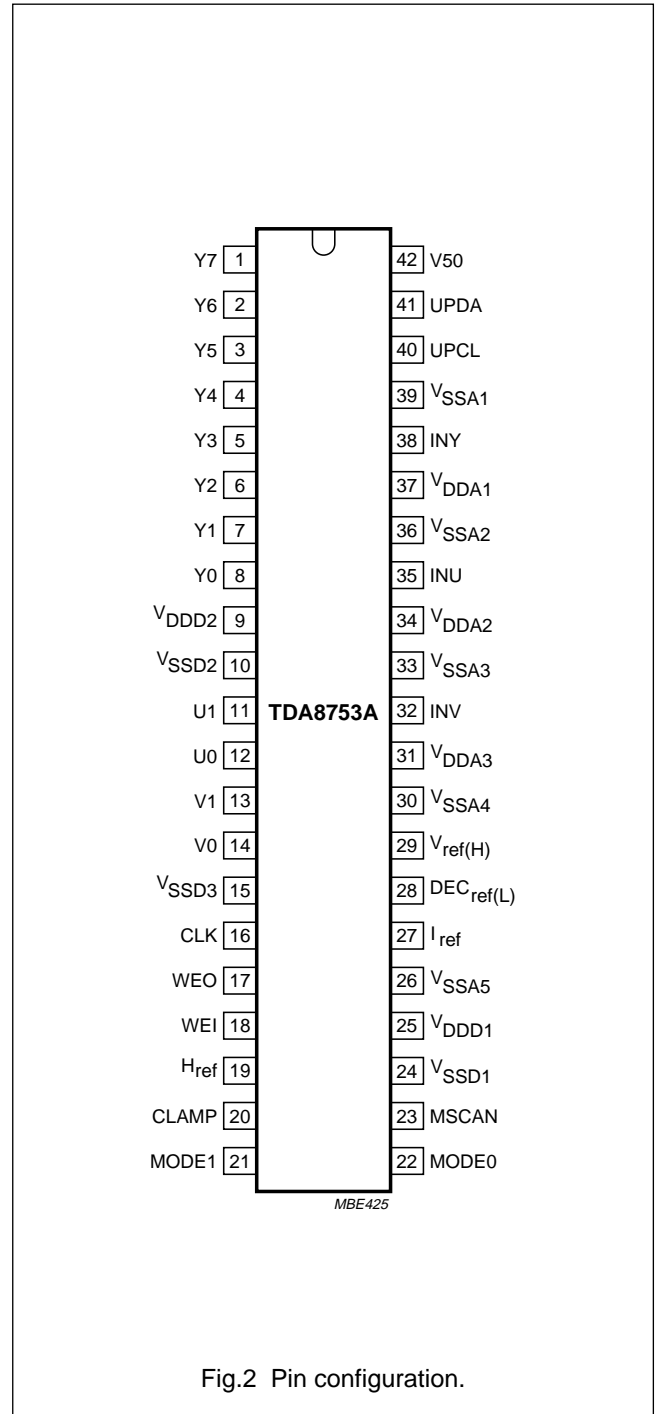 Y7 1 42 V50
Y6 2 41 UPDA
Y5 3 40 UPCL
Y4 4 39 VSSA1
Y3 5 38 INY
Y2 6 37 VDDA1
Y1 7 36 VSSA2
Y0 8 35 INU
VDDD2 9 34 VDDA2
VSSD2 10 33 VSSA3
U1 11 TDA8753A 32 INV
U0 12 31 VDDA3
V1 13 30 VSSA4
V0 14 29 Vref(H)
VSSD3 15 28 DECref(L)
CLK 16 27 Iref
WEO 17 26 VSSA5
WEI 18 25 VDDD1
Href 19 24 VSSD1
CLAMP 20 23 MSCAN
MODE1 21 22 MODE0
MBE425
Fig.2 Pin configuration.